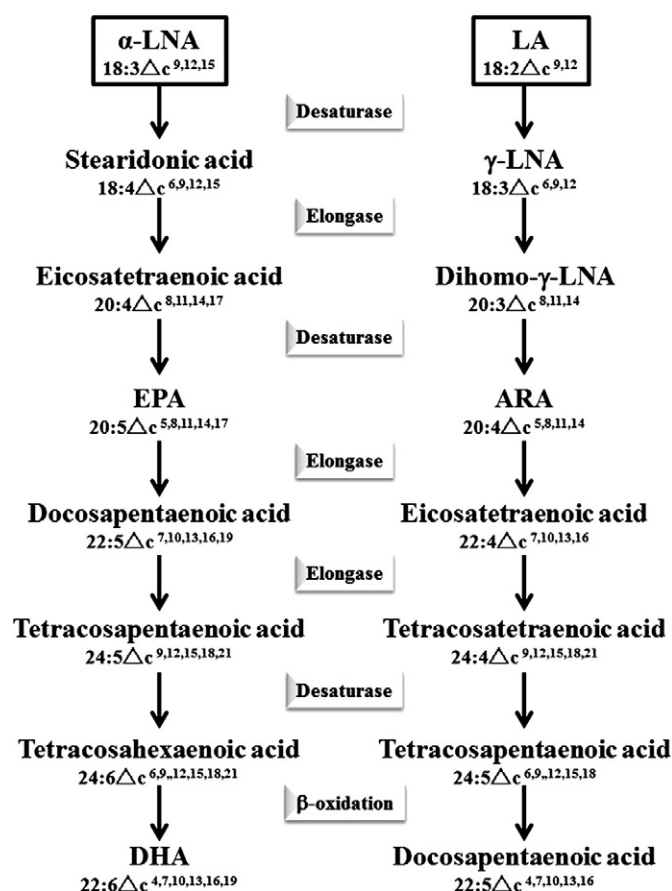 α-LNA LA
18:3△c 9,12,15 18:2△c 9,12
Desaturase
Stearidonic acid γ-LNA
18:4△c 6,9,12,15 18:3△c 6,9,12
Elongase
Eicosatetraenoic acid Dihomo-γ-LNA
20:4△c 8,11,14,17 20:3△c 8,11,14
Desaturase
EPA ARA
20:5△c 5,8,11,14,17 20:4△c 5,8,11,14
Elongase
Docosapentaenoic acid Eicosatetraenoic acid
22:5△c 7,10,13,16,19 22:4△c 7,10,13,16
Elongase
Tetracosapentaenoic acid Tetracosatetraenoic acid
24:5△c 9,12,15,18,21 24:4△c 9,12,15,18,21
Desaturase
Tetracosahexaenoic acid Tetcosapentaenoic acid
24:6△c 6,9,,12,15,18,21 24:5△c 6,9,,12,15,18
β-oxidation
DHA Docosapentaenoic acid
22:6△c 4,7,10,13,16,19 22:5△c 4,7,10,13,16